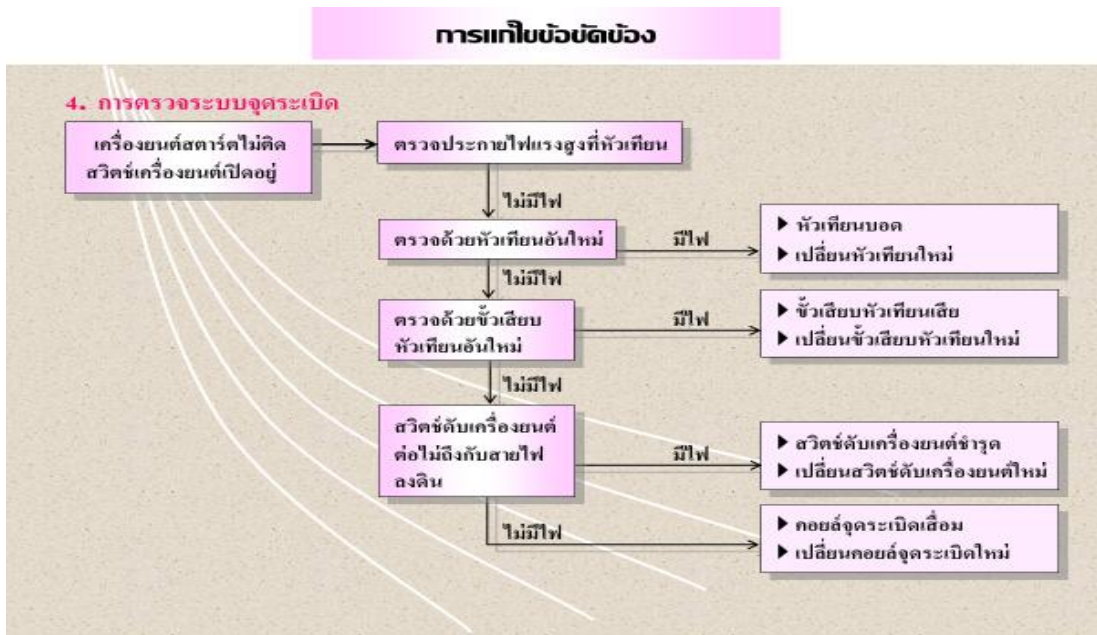 การแก้ไขข้อขัดข้อง
4. การตรวจระบบจุดระเบิด
เครื่องยนต์สตาร์ตไม่ติด
สวิตช์เครื่องยนต์เปิดอยู่
ตรวจประกายไฟแรงสูงที่หัวเทียน
ไม่มีไฟ
ตรวจด้วยหัวเทียนอันใหม่
มีไฟ
▶ หัวเทียนบอด
▶ เปลี่ยนหัวเทียนใหม่
ไม่มีไฟ
ตรวจด้วยขั้วเสียบ
หัวเทียนอันใหม่
มีไฟ
▶ ขั้วเสียบหัวเทียนเสีย
▶ เปลี่ยนขั้วเสียบหัวเทียนใหม่
ไม่มีไฟ
สวิตช์ดับเครื่องยนต์
ต่อไม่ถึงกับสายไฟ
ลงดิน
มีไฟ
▶ สวิตช์ดับเครื่องยนต์ชำรุด
▶ เปลี่ยนสวิตช์ดับเครื่องยนต์ใหม่
ไม่มีไฟ
▶ คอยล์จุดระเบิดเสื่อม
▶ เปลี่ยนคอยล์จุดระเบิดใหม่